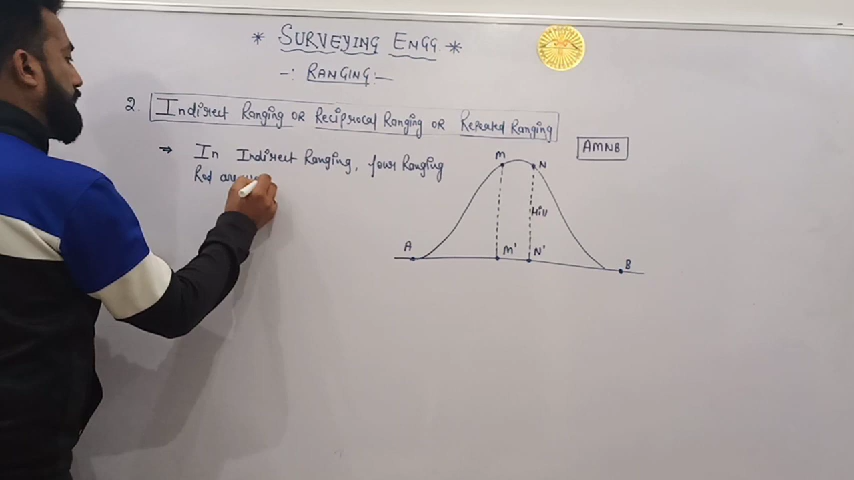 * SURVEYING ENGG *
-: RANGING :-
2. Indirect Ranging OR Reciprocal Ranging or Repeated Ranging
AMNB
→ In Indirect Ranging, four Ranging
Rod are
M N
Hill
A M' N' B